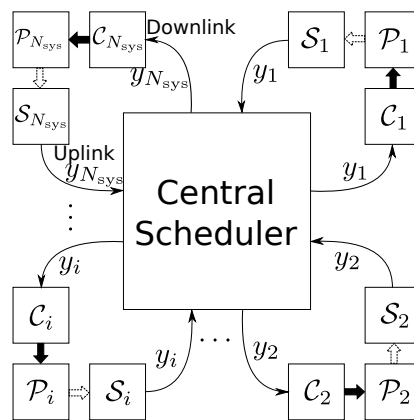 Downlink
𝒫_{N_sys} 𝒞_{N_sys} 𝒮_1 𝒫_1
y_{N_sys} y_1
𝒮_{N_sys} 𝒞_1
Uplink
y_{N_sys} y_1
Central
Scheduler
⋮
y_i y_2
𝒞_i 𝒮_2
y_i ⋯ y_2
𝒫_i 𝒮_i 𝒞_2 𝒫_2